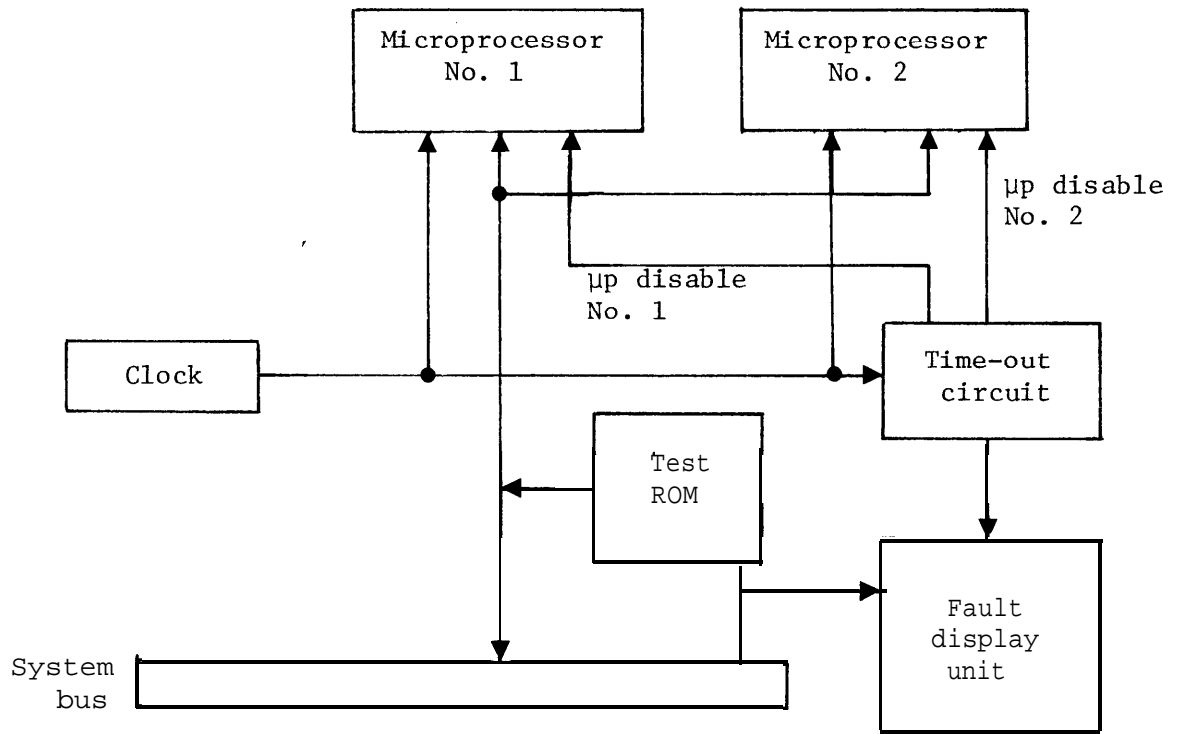 Microprocessor
No. 1
Microprocessor
No. 2
µp disable
No. 2
µp disable
No. 1
Clock
Time-out
circuit
Test
ROM
Fault
display
unit
System
bus